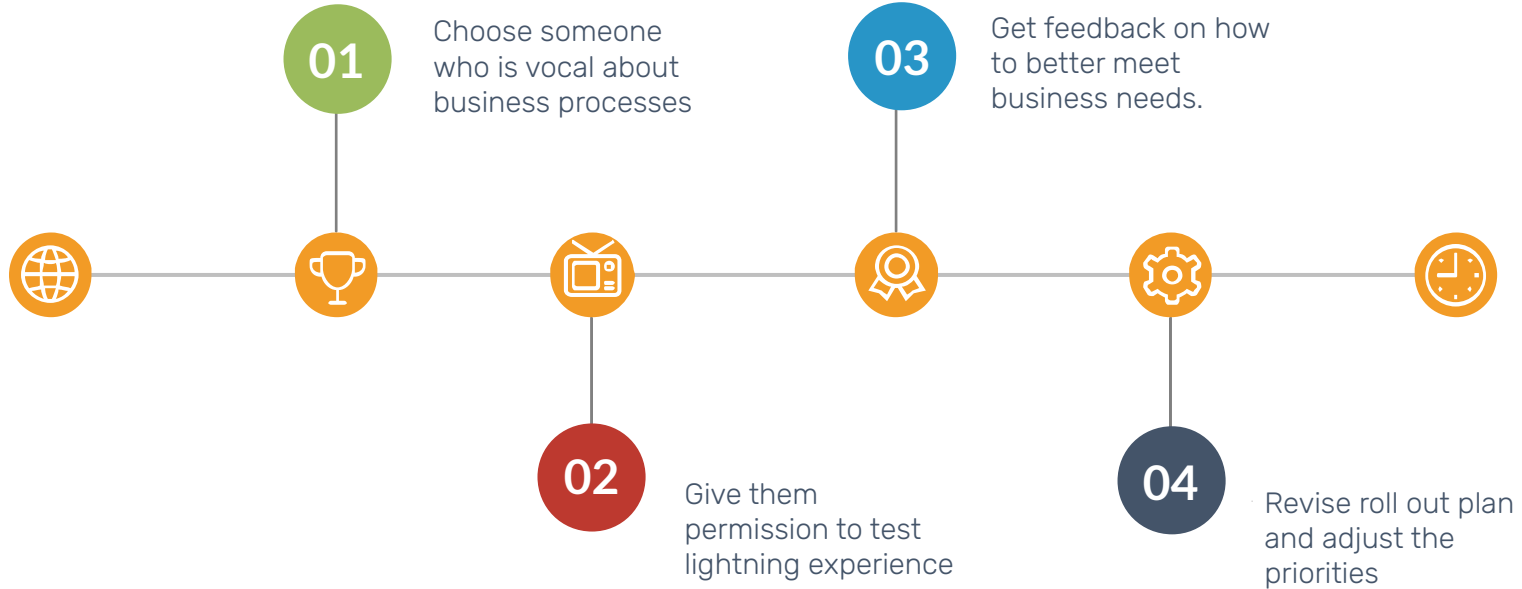 01
Choose someone
who is vocal about
business processes
02
Give them
permission to test
lightning experience
03
Get feedback on how
to better meet
business needs.
04
Revise roll out plan
and adjust the
priorities